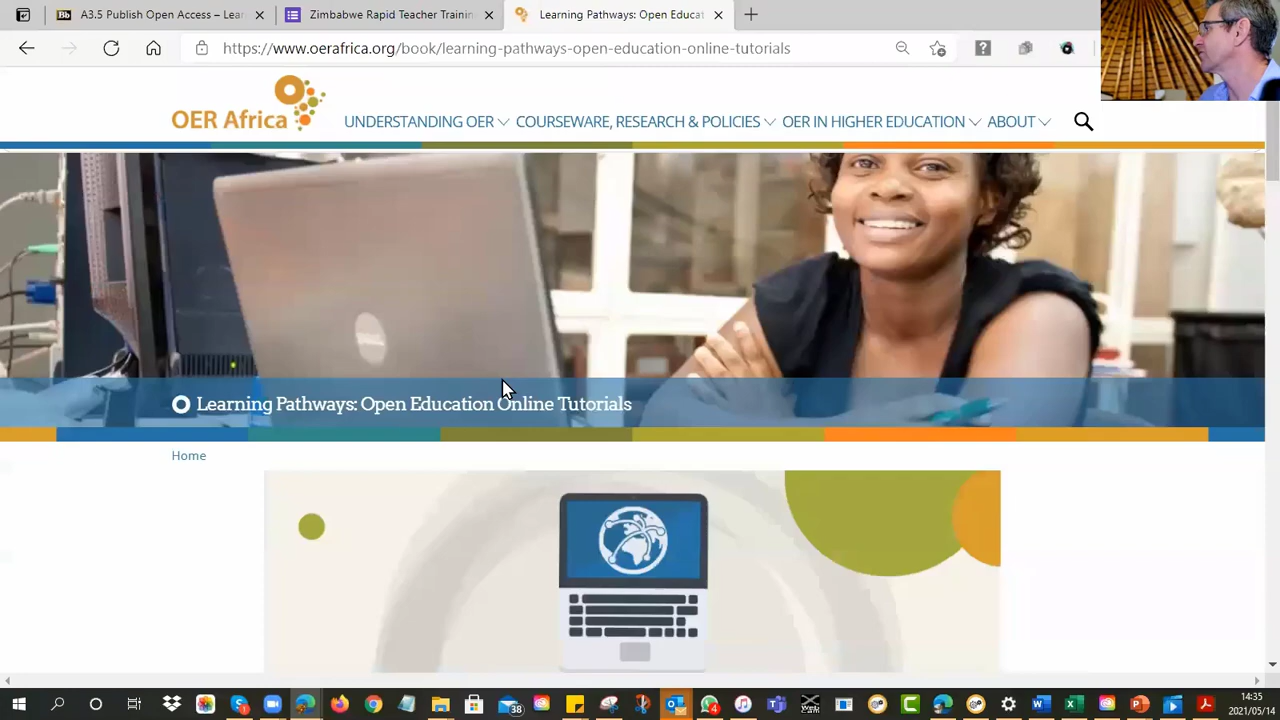 A3.5 Publish Open Access – Lear
Zimbabwe Rapid Teacher Trainin
Learning Pathways: Open Educat
https://www.oerafrica.org/book/learning-pathways-open-education-online-tutorials
OER Africa
UNDERSTANDING OER
COURSEWARE, RESEARCH & POLICIES
OER IN HIGHER EDUCATION
ABOUT
Learning Pathways: Open Education Online Tutorials
Home
38
4
14:35
2021/05/14